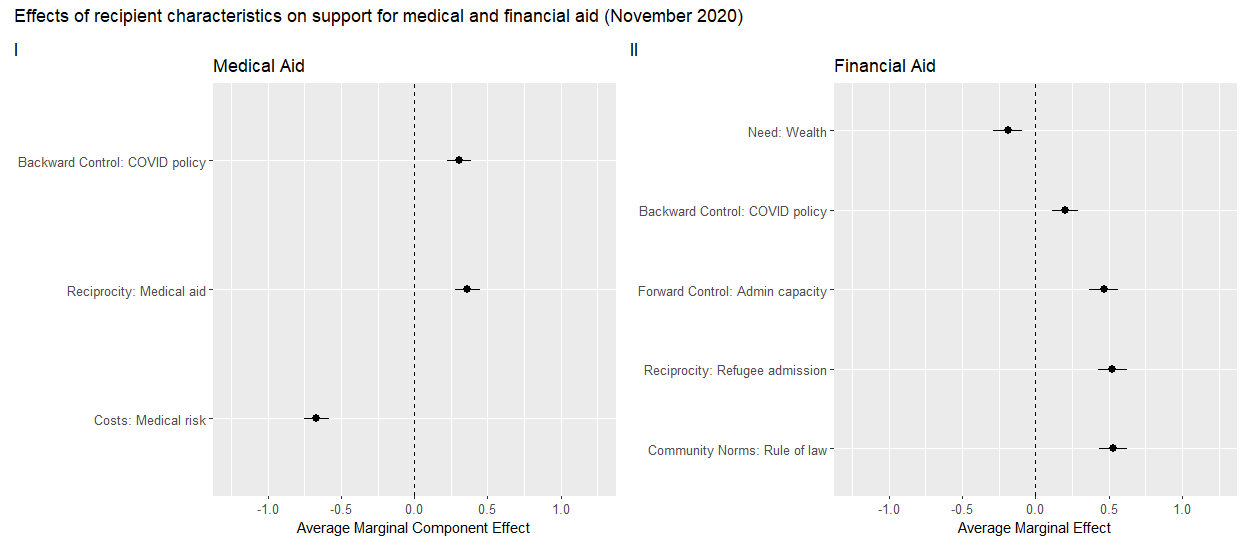 Effects of recipient characteristics on support for medical and financial aid (November 2020)
I
Medical Aid
Backward Control: COVID policy
Reciprocity: Medical aid
Costs: Medical risk
-1.0 -0.5 0.0 0.5 1.0
Average Marginal Component Effect
II
Financial Aid
Need: Wealth
Backward Control: COVID policy
Forward Control: Admin capacity
Reciprocity: Refugee admission
Community Norms: Rule of law
-1.0 -0.5 0.0 0.5 1.0
Average Marginal Effect